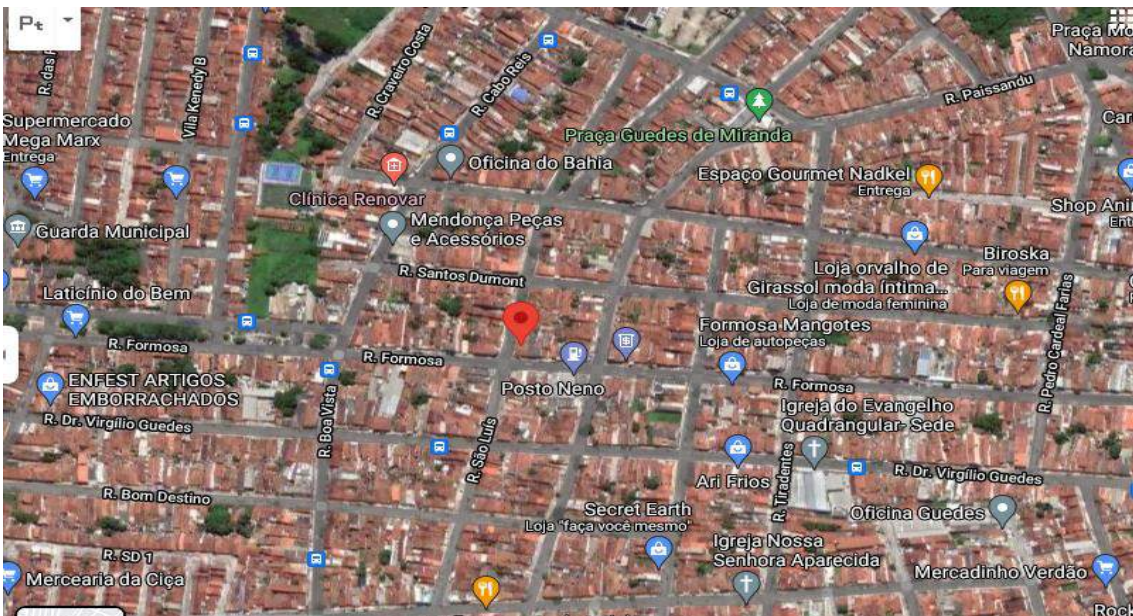 Pt
R. das
Vila Kenedy B
R. Craveiro Costa
R. Cabo Reis
R. Paissandu
Praça
Namora
Supermercado
Mega Marx
Entrega
Praça Guedes de Miranda
Car
Oficina do Bahia
Espaço Gourmet Nadkel
Entrega
Clínica Renovar
Shop Ani
Guarda Municipal
Mendonça Peças
e Acessórios
Biroska
Para viagem
R. Santos Dumont
Loja orvalho de
Girassol moda íntima...
Loja de moda feminina
Laticínio do Bem
R. Pedro Cardeal Farias
Formosa Mangotes
Loja de autopeças
R. Formosa
R. Formosa
Posto Neno
R. Formosa
ENFEST ARTIGOS
EMBORRACHADOS
Igreja do Evangelho
Quadrangular- Sede
R. Dr. Virgílio Guedes
R. Boa Vista
R. São Luís
R. Dr. Virgílio Guedes
Ari Frios
R. Tiradentes
R. Bom Destino
Secret Earth
Loja "faça você mesmo"
Oficina Guedes
R. SD 1
Igreja Nossa
Senhora Aparecida
Mercearia da Ciça
Mercadinho Verdão
Rock